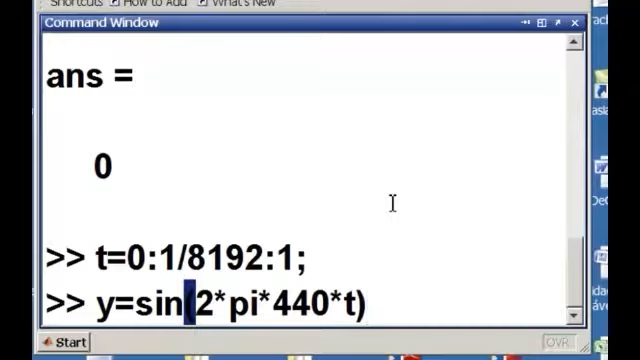 Shortcuts How to Add What's New
Command Window
ans =
0
>> t=0:1/8192:1;
>> y=sin(2*pi*440*t)
Start
OVR